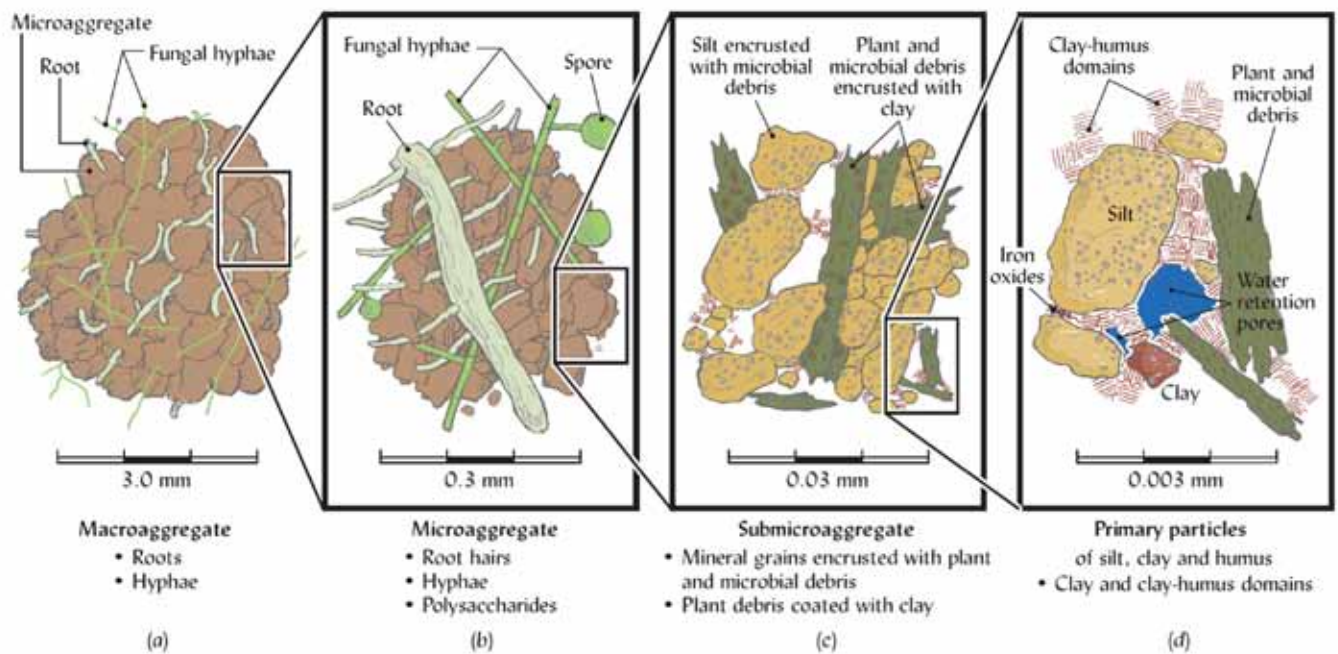 Microaggregate
Root
Fungal hyphae
3.0 mm
Macroaggregate
• Roots
• Hyphae
(a)
Fungal hyphae
Spore
Root
0.3 mm
Microaggregate
• Root hairs
• Hyphae
• Polysaccharides
(b)
Silt encrusted
with microbial
debris
Plant and
microbial debris
encrusted with
clay
0.03 mm
Submicroaggregate
• Mineral grains encrusted with plant
and microbial debris
• Plant debris coated with clay
(c)
Clay-humus
domains
Plant and
microbial
debris
Silt
Iron
oxides
Water
retention
pores
Clay
0.003 mm
Primary particles
of silt, clay and humus
• Clay and clay-humus domains
(d)